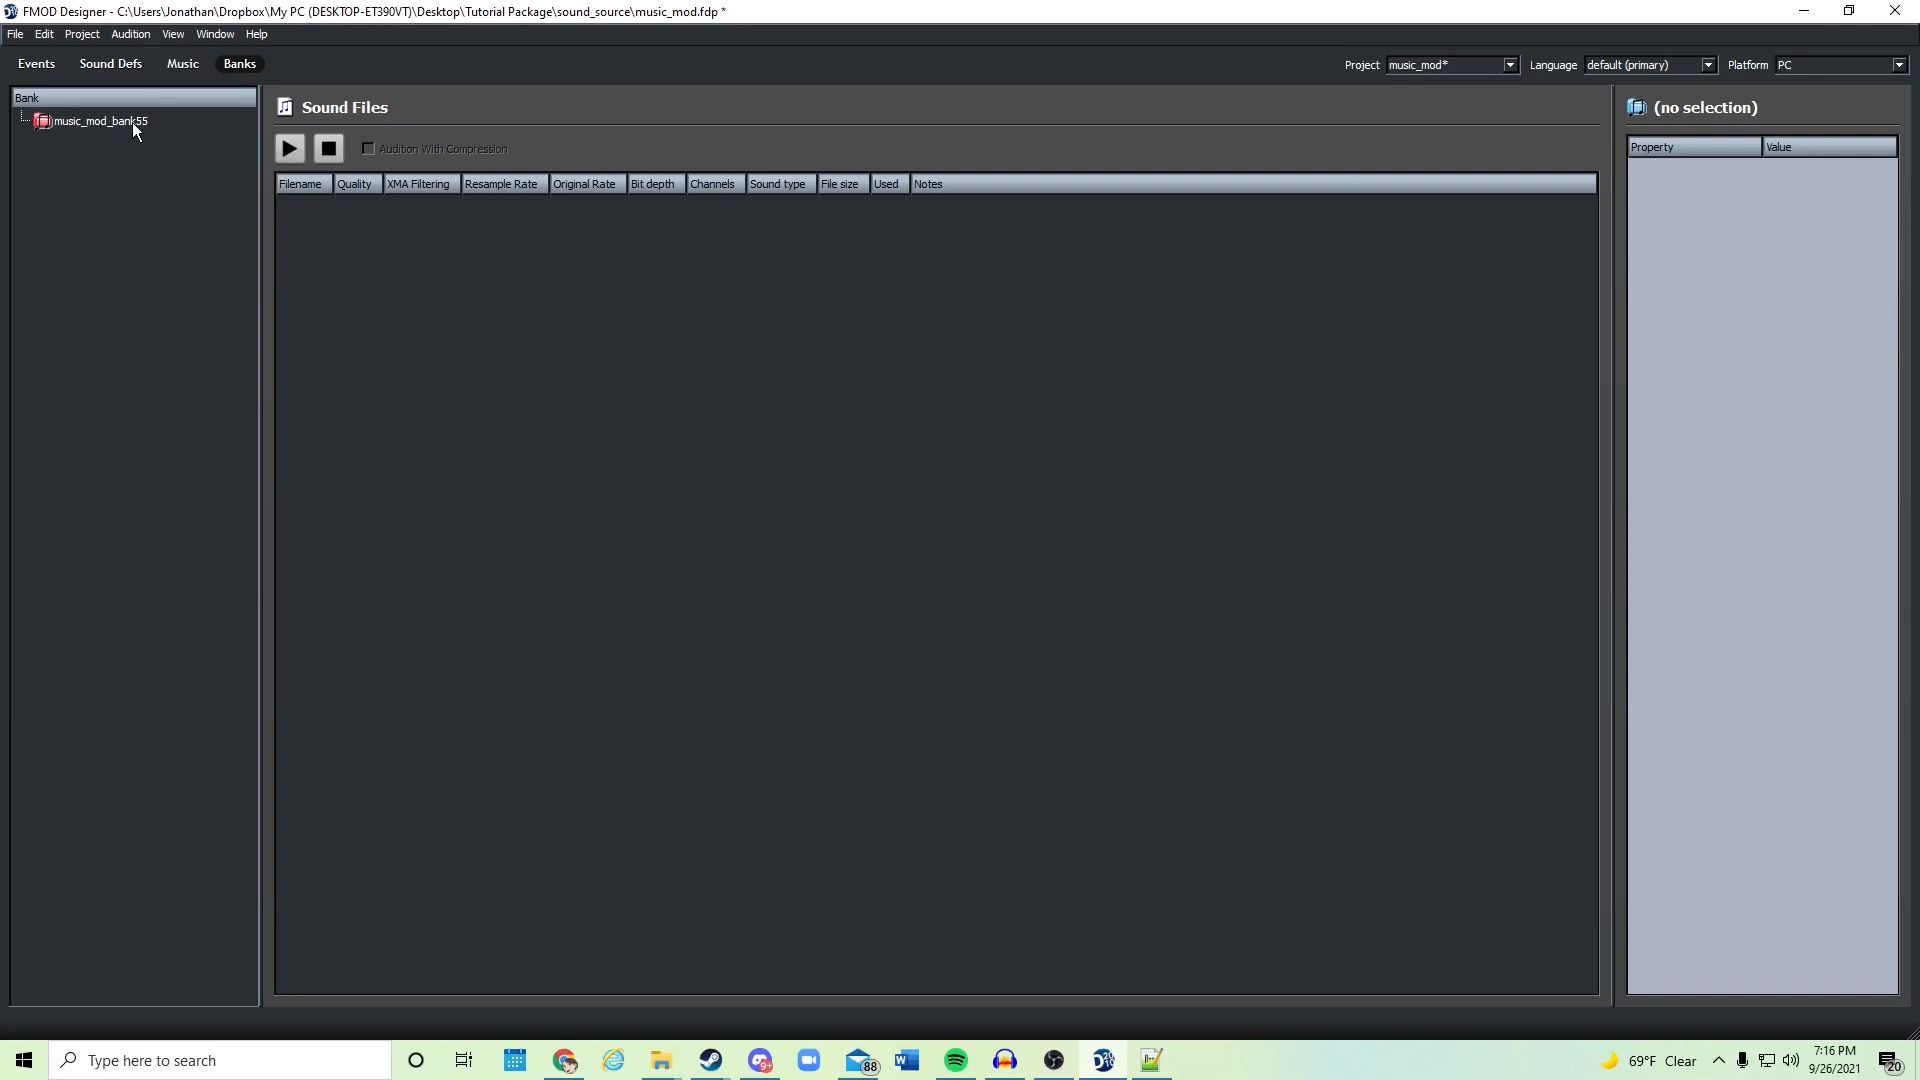 FMOD Designer - C:\Users\Jonathan\Dropbox\My PC (DESKTOP-ET390VT)\Desktop\Tutorial Package\sound_source\music_mod.fdp *
File Edit Project Audition View Window Help
Events Sound Defs Music Banks
Project music_mod* Language default (primary) Platform PC
Bank
music_mod_bank55
Sound Files
Audition With Compression
Filename Quality XMA Filtering Resample Rate Original Rate Bit depth Channels Sound type File size Used Notes
(no selection)
Property Value
Type here to search
9+
88
W
69°F Clear
7:16 PM
9/26/2021
20